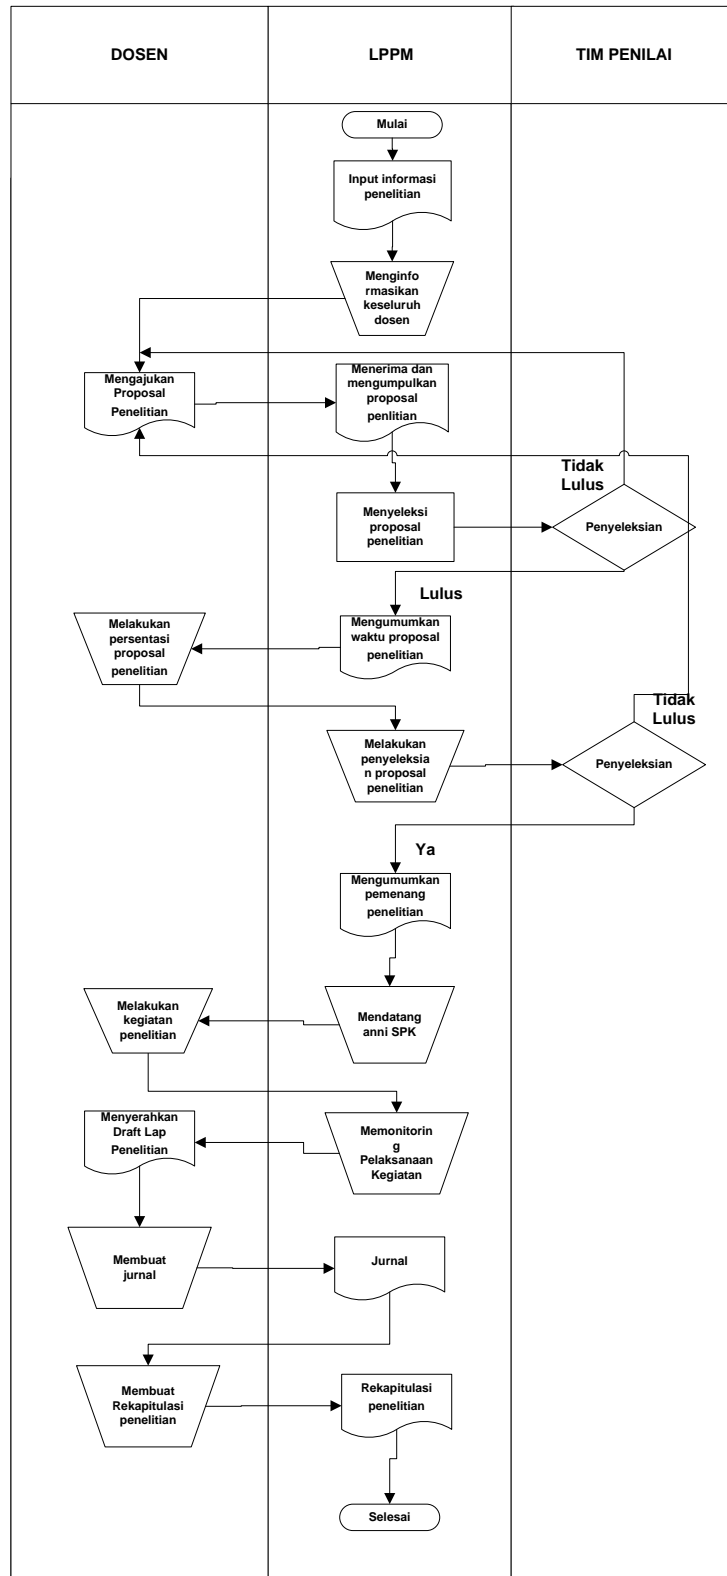 DOSEN
LPPM
TIM PENILAI
Mulai
Input informasi
penelitian
Menginfo
rmasikan
keseluruh
dosen
Mengajukan
Proposal
Penelitian
Menerima dan
mengumpulkan
proposal
penlitian
Tidak
Lulus
Menyeleksi
proposal
penelitian
Penyeleksian
Lulus
Melakukan
persentasi
proposal
penelitian
Mengumumkan
waktu proposal
penelitian
Tidak
Lulus
Melakukan
penyeleksia
n proposal
penelitian
Penyeleksian
Ya
Mengumumkan
pemenang
penelitian
Melakukan
kegiatan
penelitian
Mendatang
anni SPK
Menyerahkan
Draft Lap
Penelitian
Memonitorin
g
Pelaksanaan
Kegiatan
Membuat
jurnal
Jurnal
Membuat
Rekapitulasi
penelitian
Rekapitulasi
penelitian
Selesai